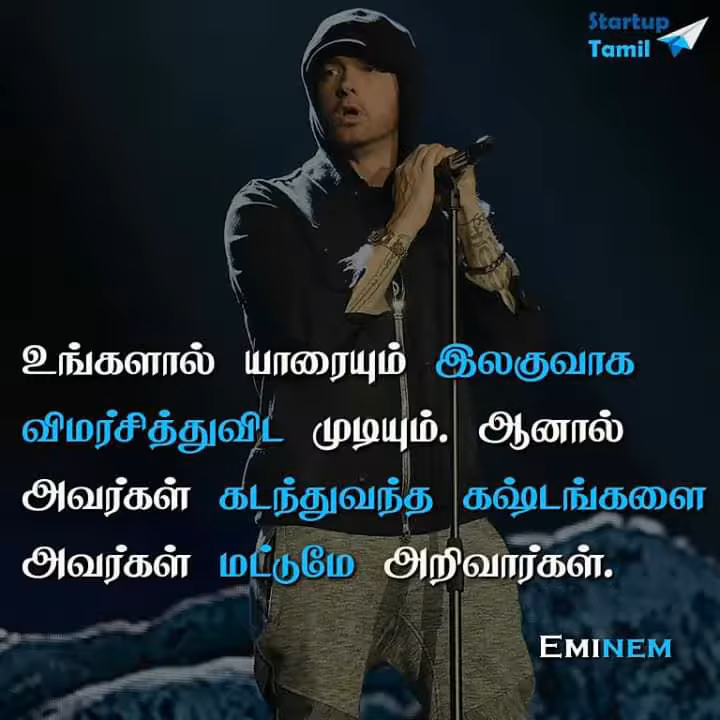 Startup
Tamil
உங்களால் யாரையும் இலகுவாக
விமர்சித்துவிட முடியும். ஆனால்
அவர்கள் கடந்துவந்த கஷ்டங்களை
அவர்கள் மட்டுமே அறிவார்கள்.
EMINEM